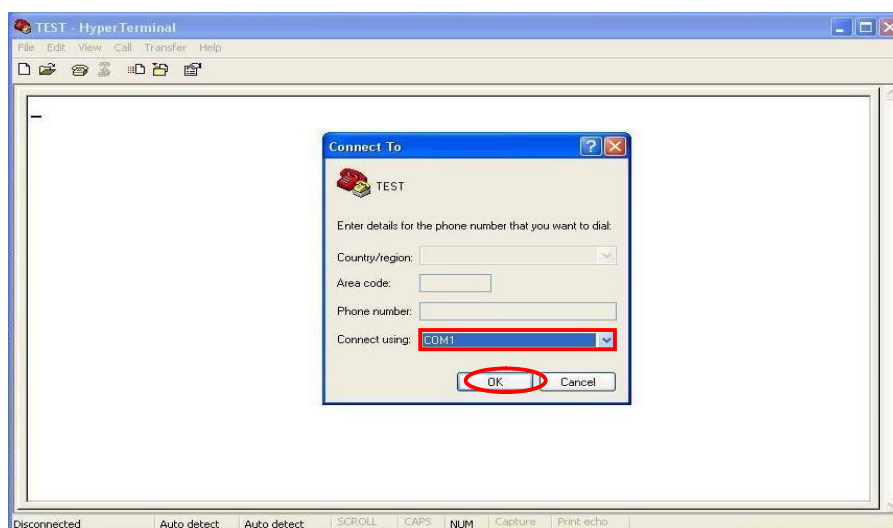 TEST - HyperTerminal
File Edit View Call Transfer Help
Connect To
TEST
Enter details for the phone number that you want to dial:
Country/region:
Area code:
Phone number:
Connect using: COM1
OK Cancel
Disconnected Auto detect Auto detect SCROLL CAPS NUM Capture Print echo